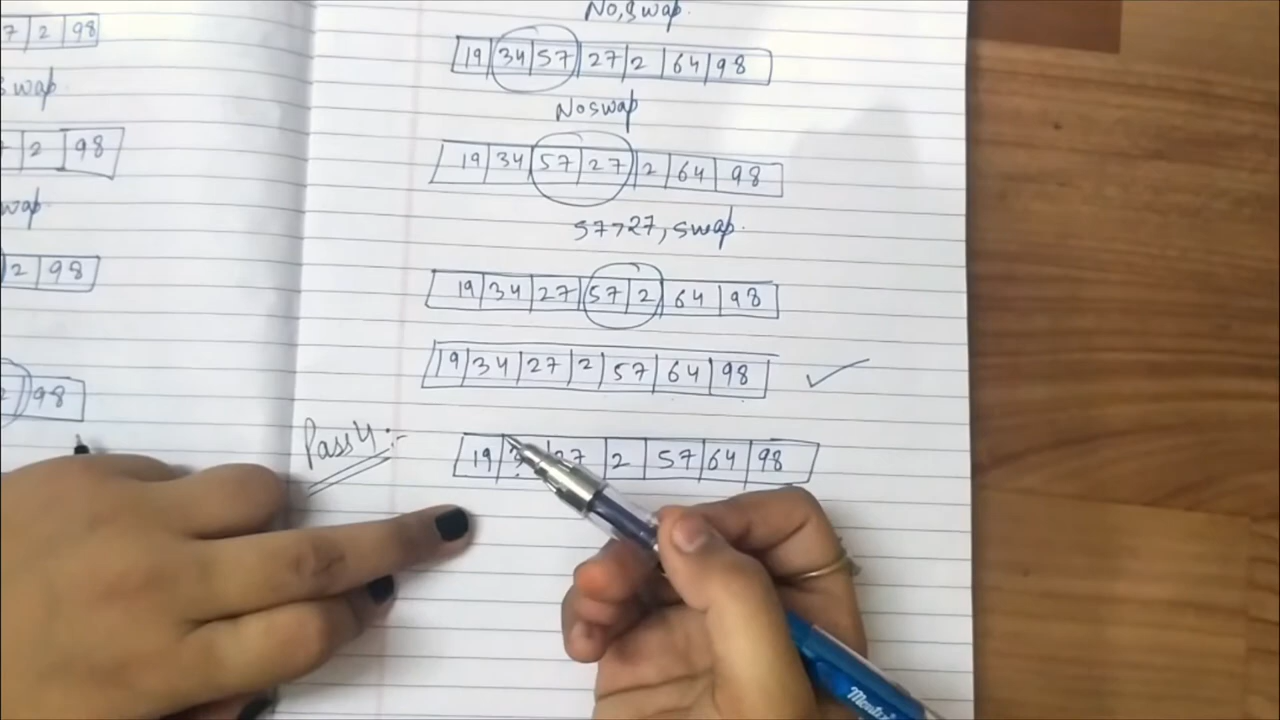 7 2 98
swap
2 98
swap
2 98
2 98
No, swap.
19 34 57 27 2 64 98
No swap
19 34 57 27 2 64 98
57>27, swap.
19 34 27 57 2 64 98
19 34 27 2 57 64 98
Pass 4:-
19 3 27 2 57 64 98